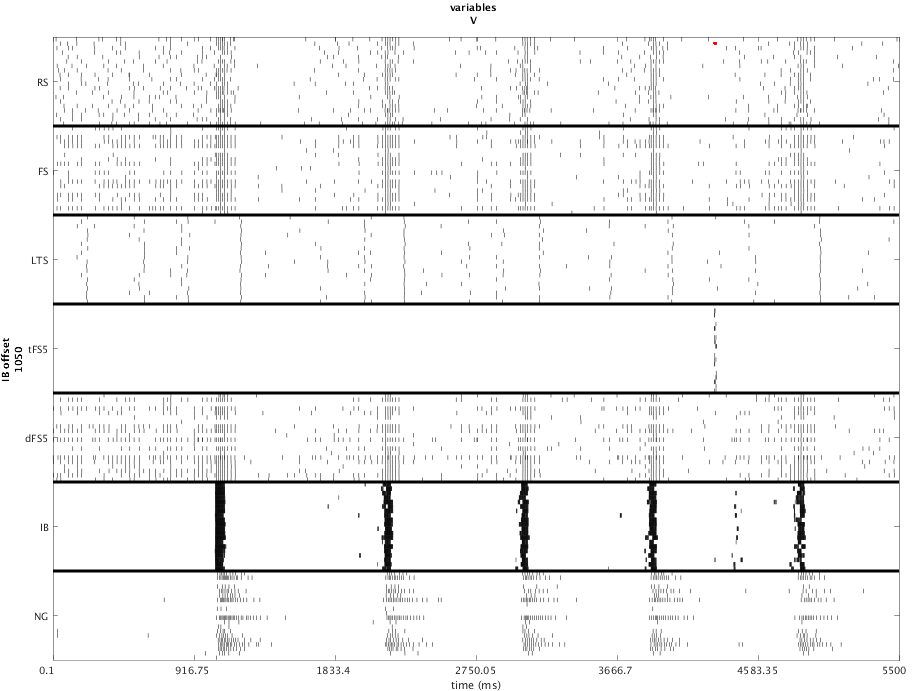 variables
V
RS
FS
LTS
tFS5
dFS5
IB
NG
IB offset
1050
0.1 916.75 1833.4 2750.05 3666.7 4583.35 5500
time (ms)